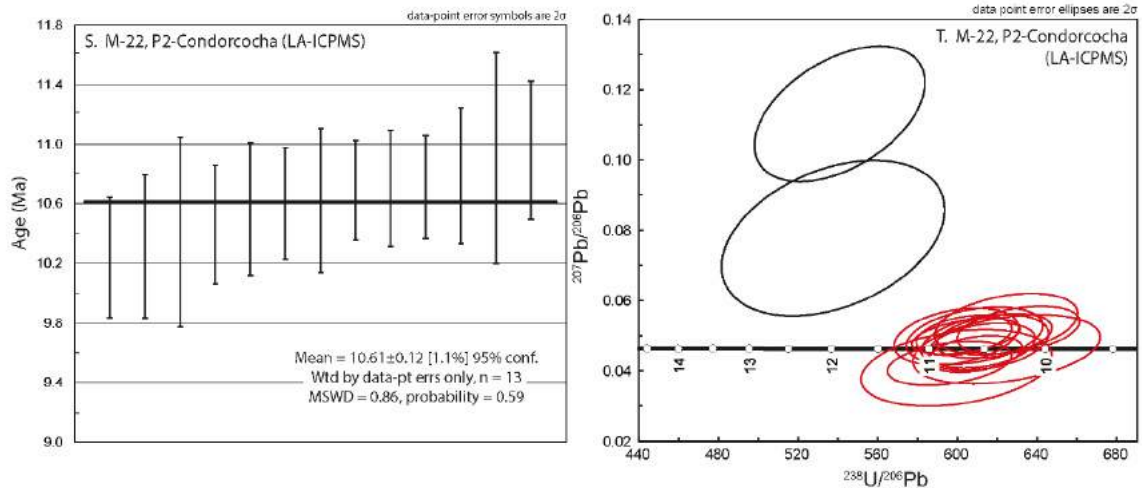 data-point error symbols are 2σ
S. M-22, P2-Condorcocha (LA-ICPMS)
11.8
11.4
11.0
10.6
10.2
9.8
9.4
9.0
Age (Ma)
Mean = 10.61±0.12 [1.1%] 95% conf.
Wtd by data-pt errs only, n = 13
MSWD = 0.86, probability = 0.59
data point error ellipses are 2σ
T. M-22, P2-Condorcocha
(LA-ICPMS)
0.14
0.12
0.10
0.08
0.06
0.04
0.02
207Pb/206Pb
14
13
12
11
10
440
480
520
560
600
640
680
238U/206Pb